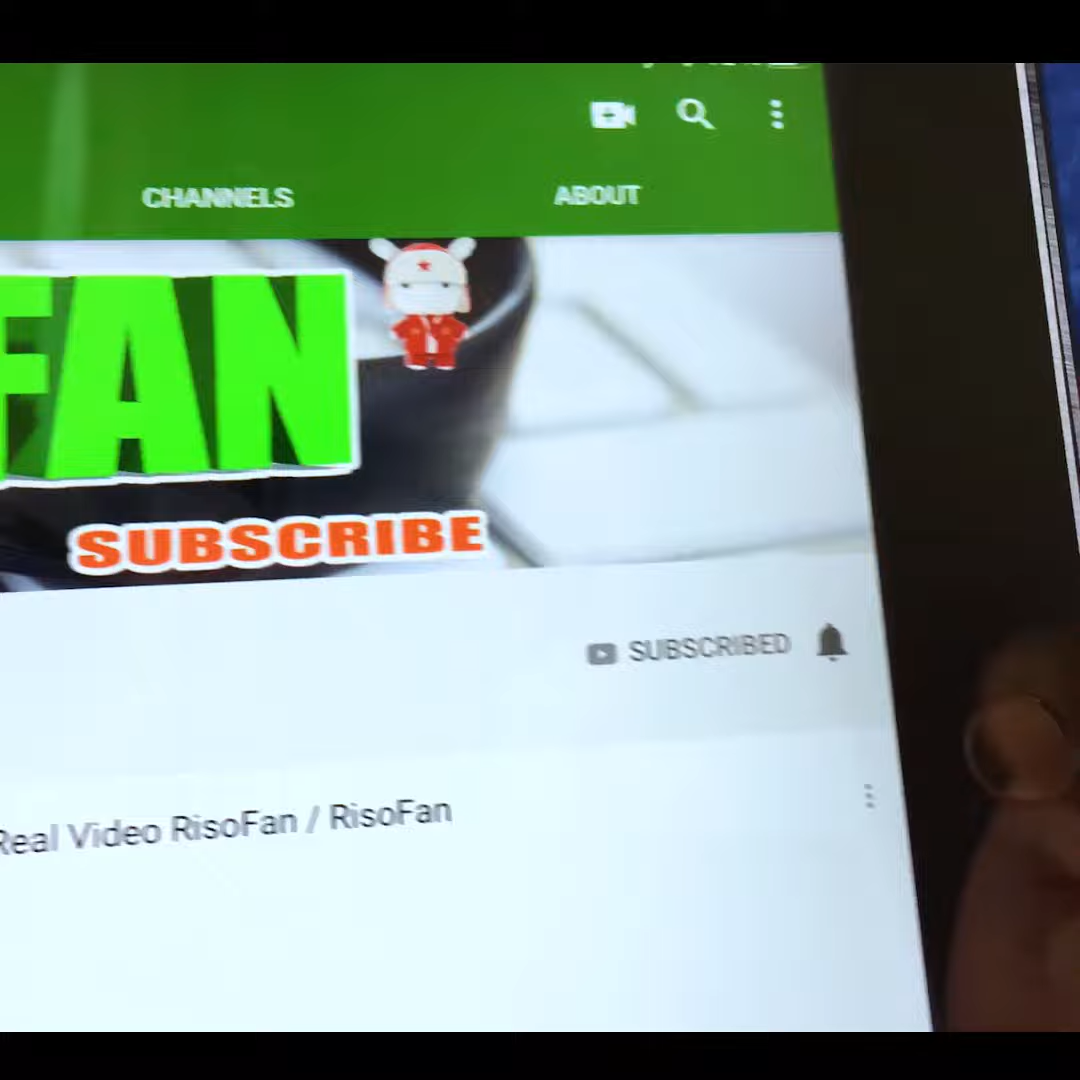 CHANNELS ABOUT
FAN
SUBSCRIBE
SUBSCRIBED
Real Video RisoFan / RisoFan